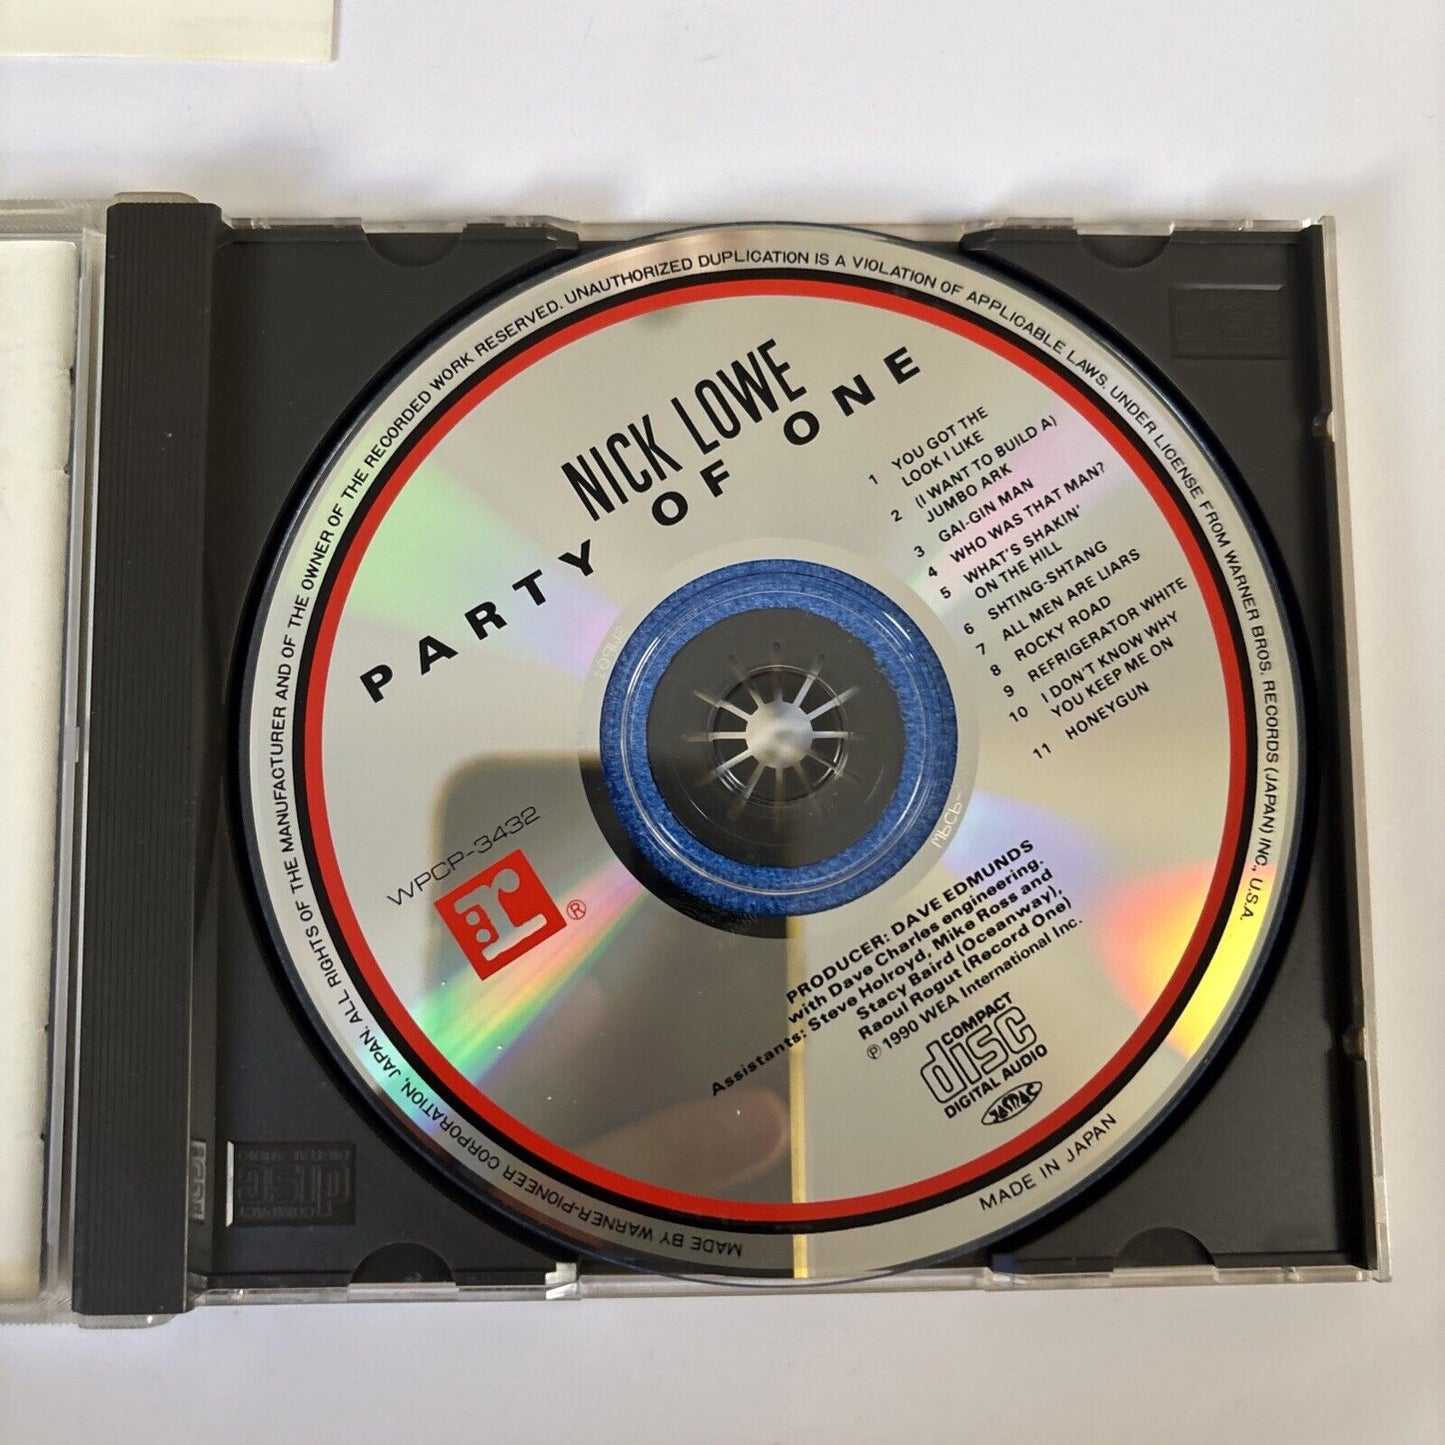 NICK LOWE
PARTY OF ONE
1 YOU GOT THE
LOOK I LIKE
2 (I WANT TO BUILD A)
JUMBO ARK
3 GAI-GIN MAN
4 WHO WAS THAT MAN?
5 WHAT'S SHAKIN'
ON THE HILL
6 SHTING-SHTANG
7 ALL MEN ARE LIARS
8 ROCKY ROAD
9 REFRIGERATOR WHITE
10 I DON'T KNOW WHY
YOU KEEP ME ON
11 HONEYGUN
WPCP-3432
r®
PRODUCER: DAVE EDMUNDS
with Dave Charles engineering.
Assistants: Steve Holroyd, Mike Ross and
Stacy Baird (Oceanway),
Raoul Rogut (Record One)
℗ 1990 WEA International Inc.
COMPACT
disc
DIGITAL AUDIO
JASRAC
MADE IN JAPAN
MADE BY WARNER-PIONEER CORPORATION, JAPAN. ALL RIGHTS OF THE MANUFACTURER AND OF THE OWNER OF THE RECORDED WORK RESERVED. UNAUTHORIZED DUPLICATION IS A VIOLATION OF APPLICABLE LAWS. UNDER LICENSE FROM WARNER BROS. RECORDS (JAPAN) INC., U.S.A.
COMPACT
disc
DIGITAL AUDIO